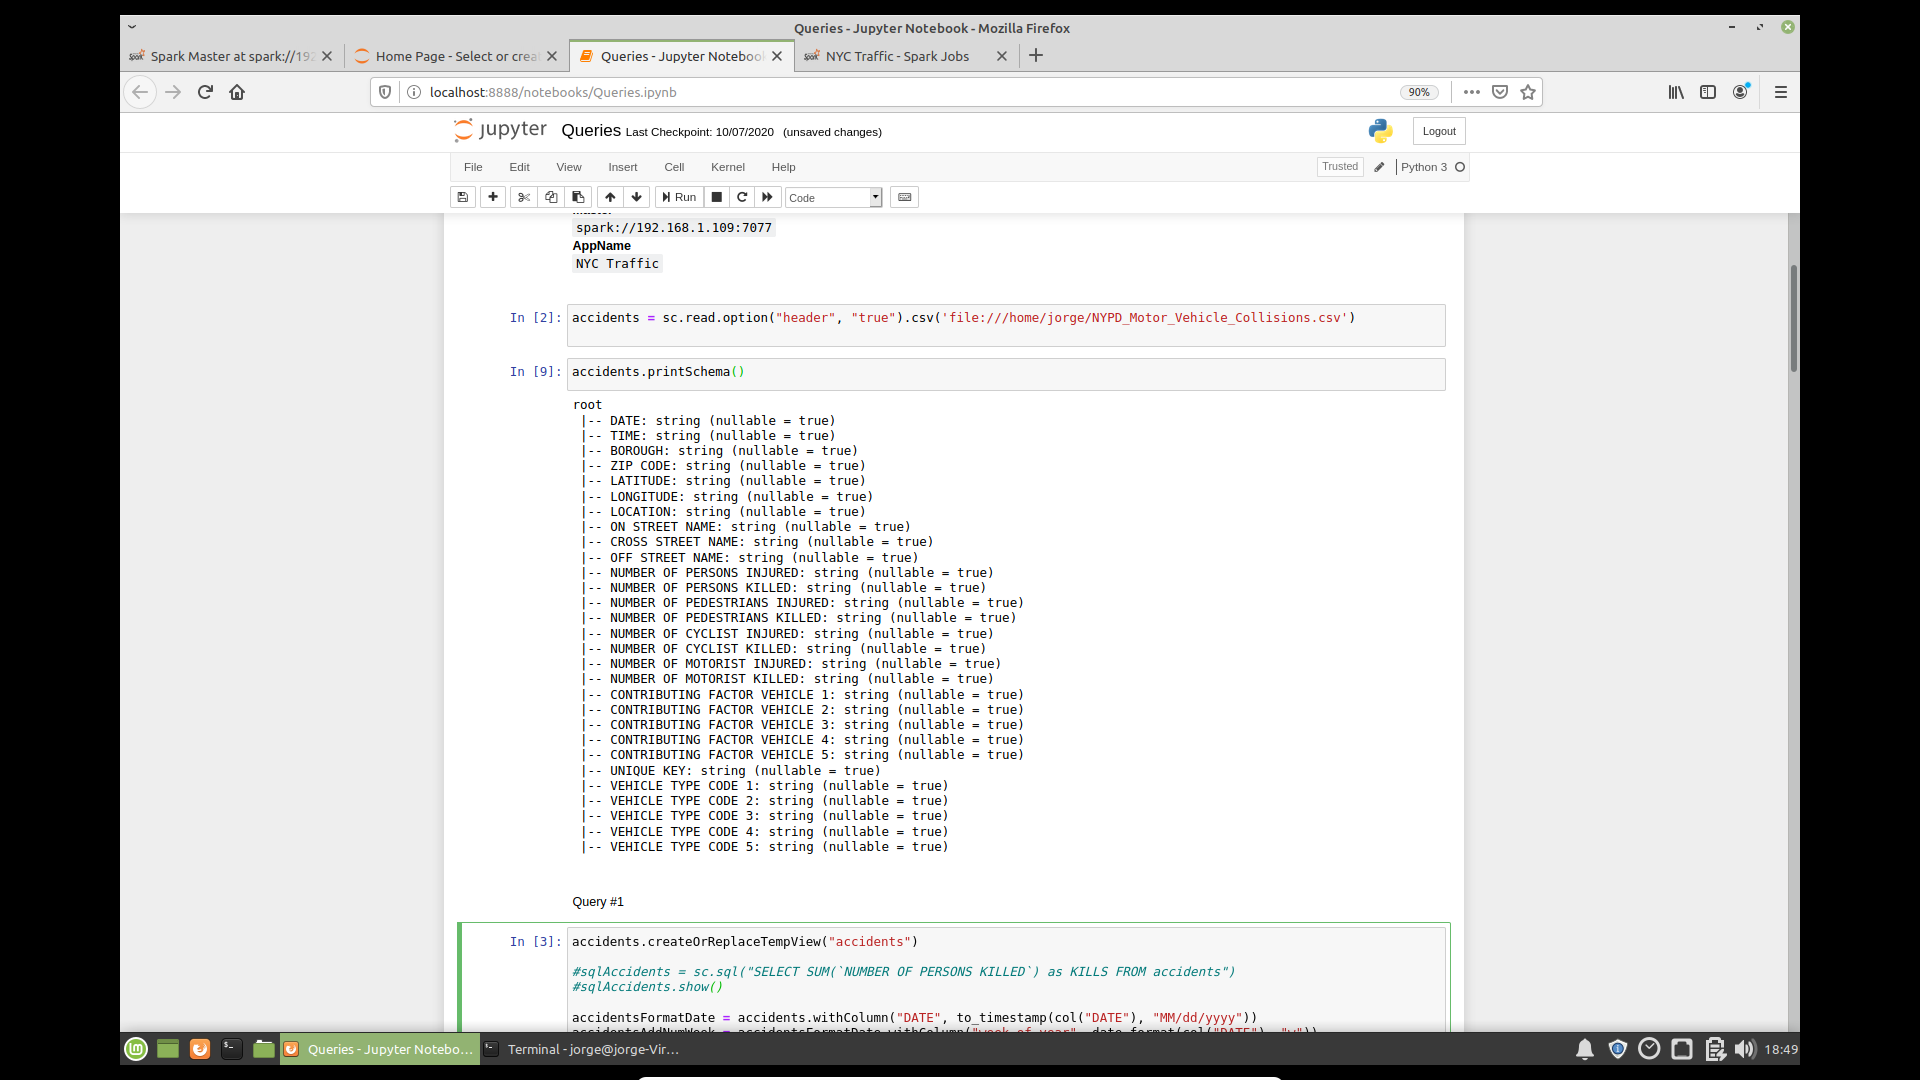 Queries - Jupyter Notebook - Mozilla Firefox
Spark Master at spark://192
Home Page - Select or crea
Queries - Jupyter Notebook
NYC Traffic - Spark Jobs
localhost:8888/notebooks/Queries.ipynb
90%
jupyter
Queries Last Checkpoint: 10/07/2020 (unsaved changes)
Logout
File Edit View Insert Cell Kernel Help
Trusted
Python 3
Run
Code
spark://192.168.1.109:7077
AppName
NYC Traffic
In [2]: accidents = sc.read.option("header", "true").csv('file:///home/jorge/NYPD_Motor_Vehicle_Collisions.csv')
In [9]: accidents.printSchema()
root
|-- DATE: string (nullable = true)
|-- TIME: string (nullable = true)
|-- BOROUGH: string (nullable = true)
|-- ZIP CODE: string (nullable = true)
|-- LATITUDE: string (nullable = true)
|-- LONGITUDE: string (nullable = true)
|-- LOCATION: string (nullable = true)
|-- ON STREET NAME: string (nullable = true)
|-- CROSS STREET NAME: string (nullable = true)
|-- OFF STREET NAME: string (nullable = true)
|-- NUMBER OF PERSONS INJURED: string (nullable = true)
|-- NUMBER OF PERSONS KILLED: string (nullable = true)
|-- NUMBER OF PEDESTRIANS INJURED: string (nullable = true)
|-- NUMBER OF PEDESTRIANS KILLED: string (nullable = true)
|-- NUMBER OF CYCLIST INJURED: string (nullable = true)
|-- NUMBER OF CYCLIST KILLED: string (nullable = true)
|-- NUMBER OF MOTORIST INJURED: string (nullable = true)
|-- NUMBER OF MOTORIST KILLED: string (nullable = true)
|-- CONTRIBUTING FACTOR VEHICLE 1: string (nullable = true)
|-- CONTRIBUTING FACTOR VEHICLE 2: string (nullable = true)
|-- CONTRIBUTING FACTOR VEHICLE 3: string (nullable = true)
|-- CONTRIBUTING FACTOR VEHICLE 4: string (nullable = true)
|-- CONTRIBUTING FACTOR VEHICLE 5: string (nullable = true)
|-- UNIQUE KEY: string (nullable = true)
|-- VEHICLE TYPE CODE 1: string (nullable = true)
|-- VEHICLE TYPE CODE 2: string (nullable = true)
|-- VEHICLE TYPE CODE 3: string (nullable = true)
|-- VEHICLE TYPE CODE 4: string (nullable = true)
|-- VEHICLE TYPE CODE 5: string (nullable = true)
Query #1
In [3]: accidents.createOrReplaceTempView("accidents")
#sqlAccidents = sc.sql("SELECT SUM(`NUMBER OF PERSONS KILLED`) as KILLS FROM accidents")
#sqlAccidents.show()
accidentsFormatDate = accidents.withColumn("DATE", to_timestamp(col("DATE"), "MM/dd/yyyy"))
Queries - Jupyter Notebo...
Terminal - jorge@jorge-Vir...
18:49